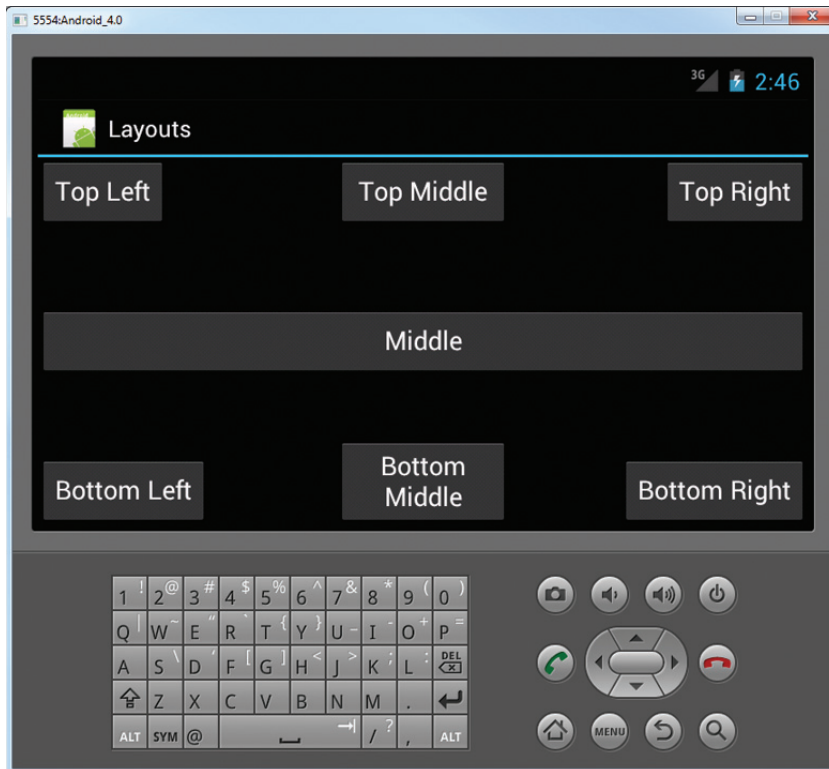 5554:Android_4.0
3G 2:46
Layouts
Top Left Top Middle Top Right
Middle
Bottom Left Bottom Middle Bottom Right
1 ! 2 @ 3 # 4 $ 5 % 6 ^ 7 & 8 * 9 ( 0 )
Q | W ~ E " R ` T { Y } U - I - O + P =
A S \ D ' F [ G ] H < J > K ; L : DEL
Z X C V B N M .
ALT SYM @ / ? , ALT
MENU